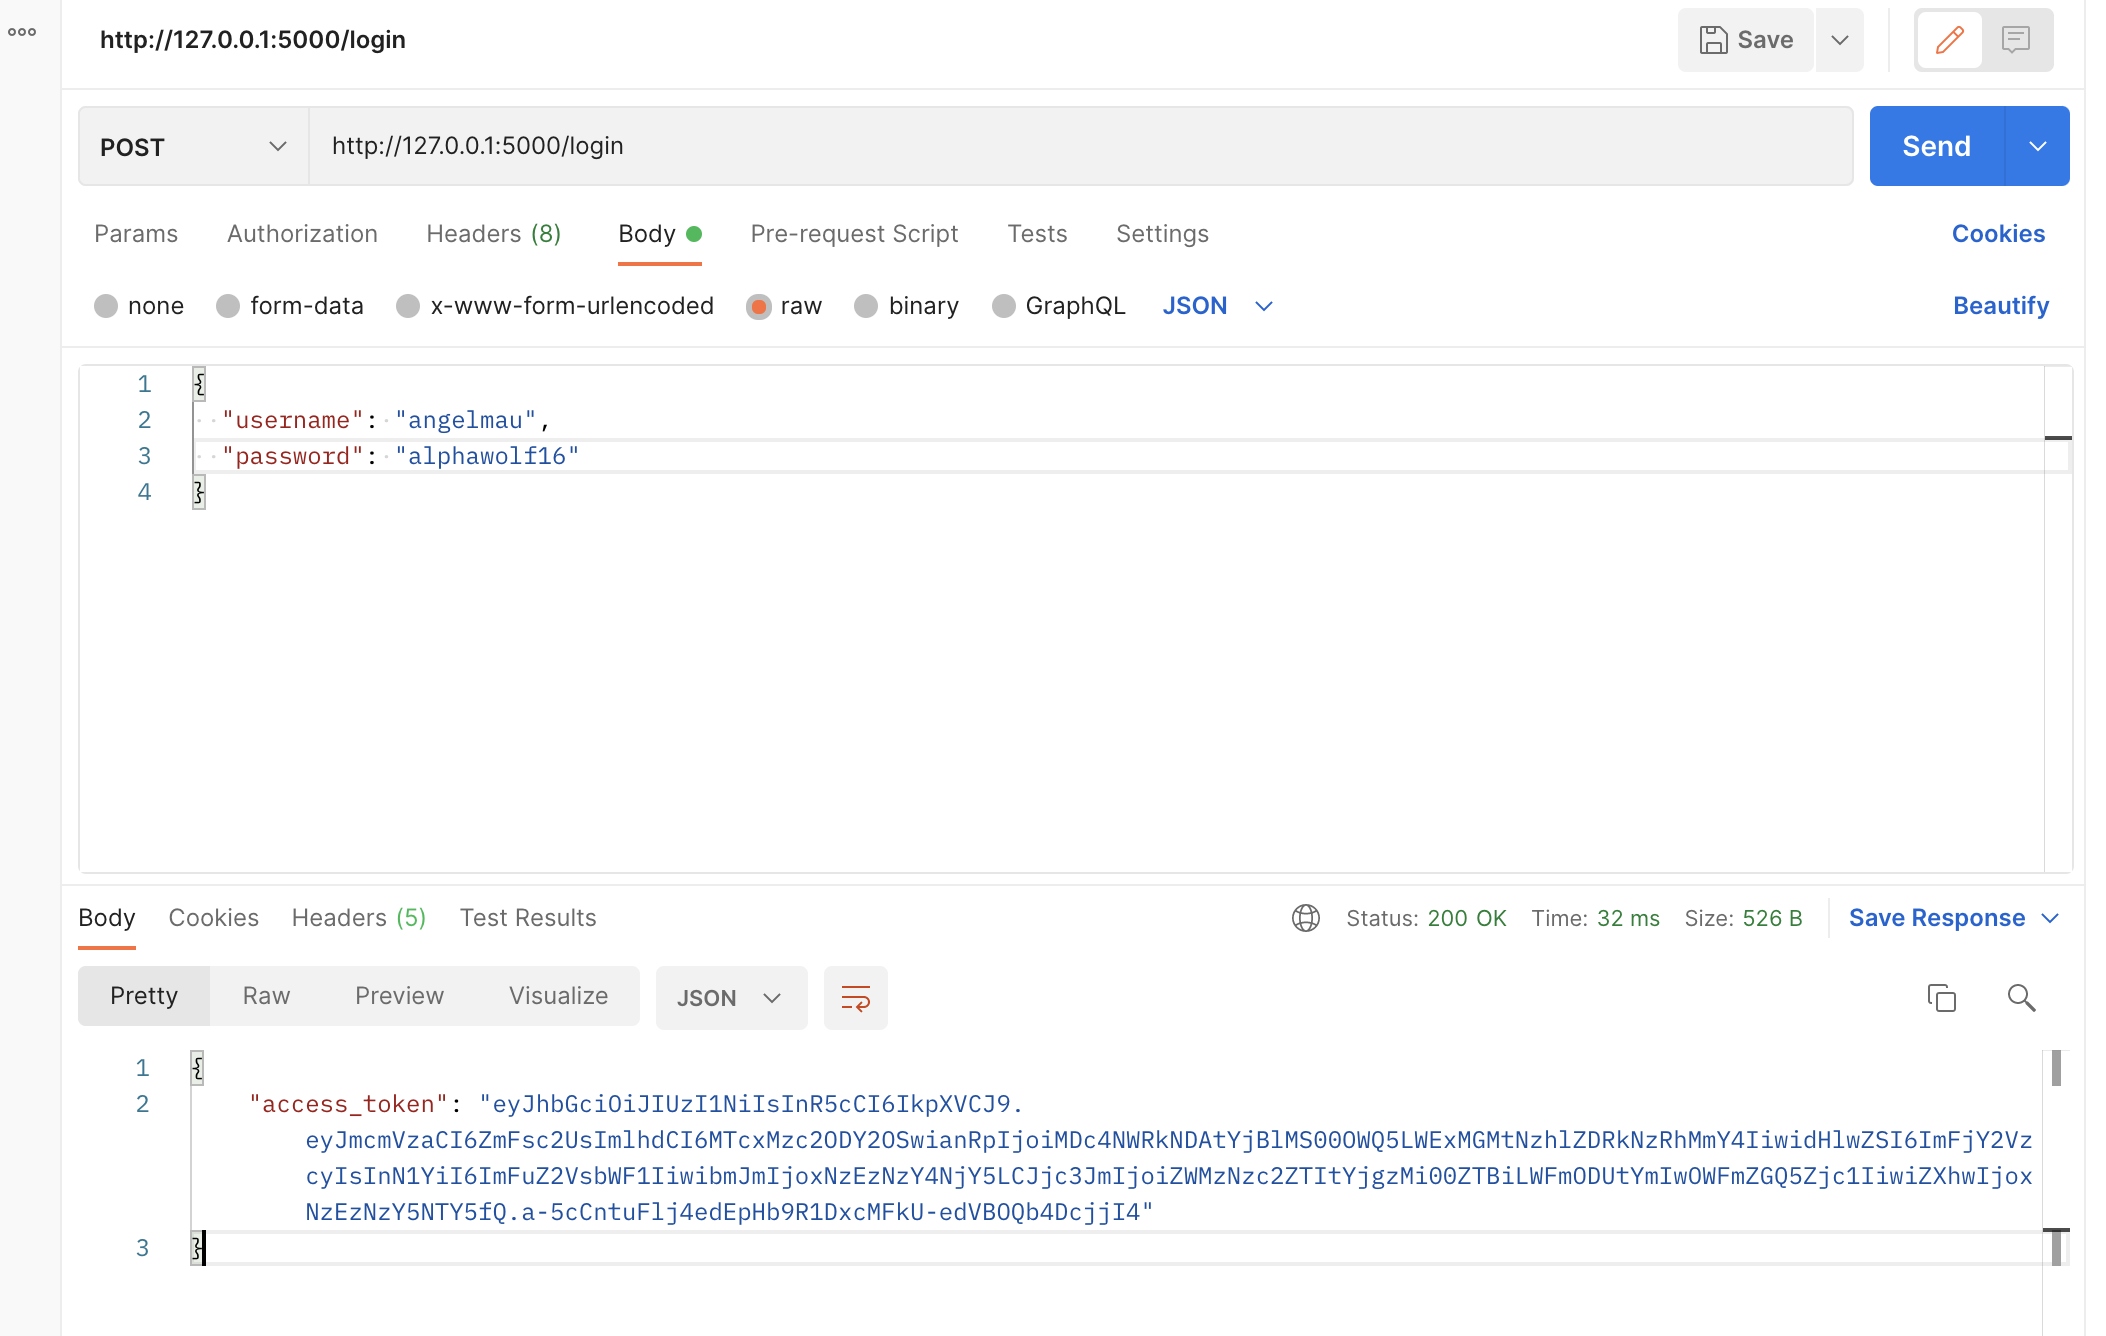 http://127.0.0.1:5000/login
Save
POST
http://127.0.0.1:5000/login
Send
Params Authorization Headers (8) Body Pre-request Script Tests Settings Cookies
none form-data x-www-form-urlencoded raw binary GraphQL JSON Beautify
1 {
2 "username": "angelmau",
3 "password": "alphawolf16"
4 }
Body Cookies Headers (5) Test Results Status: 200 OK Time: 32 ms Size: 526 B Save Response
Pretty Raw Preview Visualize JSON
1 {
2 "access_token": "eyJhbGciOiJIUzI1NiIsInR5cCI6IkpXVCJ9.
eyJmcmVzaCI6ZmFsc2UsImlhdCI6MTcxMzc2ODY2OSwianRpIjoiMDc4NWRkNDAtYjBlMS00OWQ5LWExMGMtNzhlZDRkNzRhMmY4IiwidHlwZSI6ImFjY2Vz
cyIsInN1YiI6ImFuZ2VsbWF1IiwibmJmIjoxNzEzNzY4NjY5LCJjc3JmIjoiZWMzNzc2ZTItYjgzMi00ZTBiLWFmODUtYmIwOWFmZGQ5Zjc1IiwiZXhwIjox
NzEzNzY5NTY5fQ.a-5cCntuFlj4edEpHb9R1DxcMFkU-edVBOQb4DcjjI4"
3 }